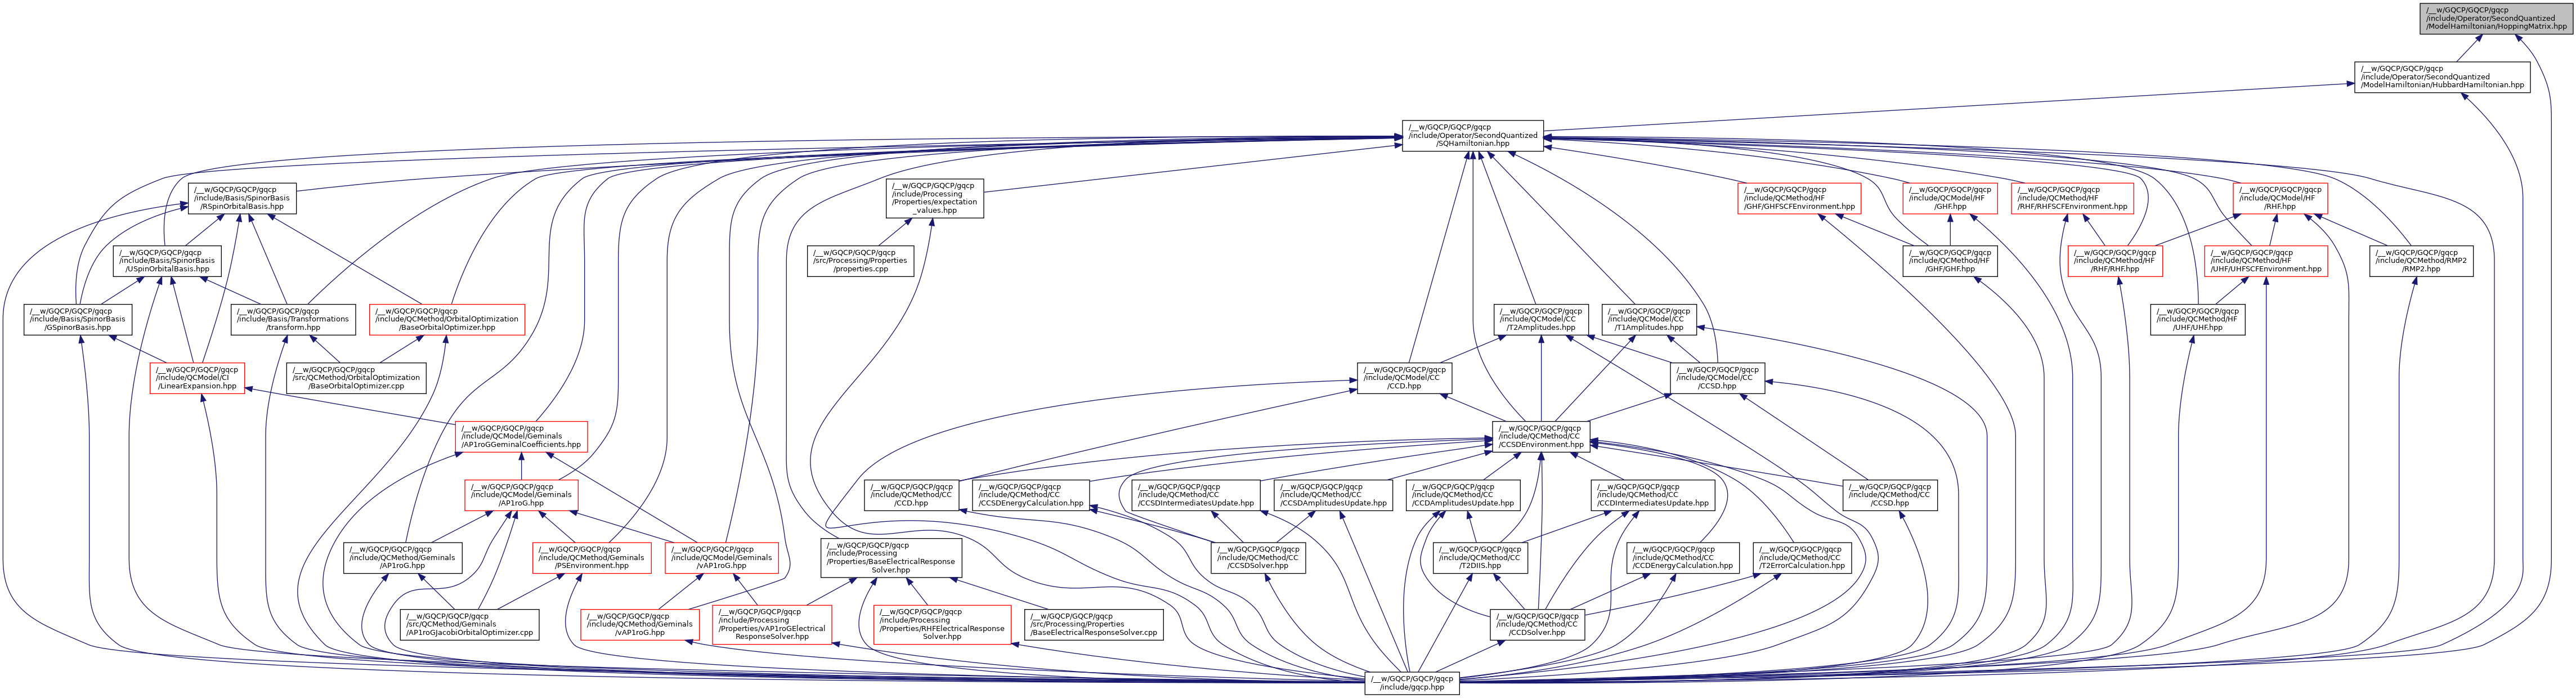 /__w/GQCP/GQCP/gqcp
/include/Operator/SecondQuantized
/ModelHamiltonian/HoppingMatrix.hpp
/__w/GQCP/GQCP/gqcp
/include/Operator/SecondQuantized
/ModelHamiltonian/HubbardHamiltonian.hpp
/__w/GQCP/GQCP/gqcp
/include/Operator/SecondQuantized
/SQHamiltonian.hpp
/__w/GQCP/GQCP/gqcp
/include/Basis/SpinorBasis
/RSpinOrbitalBasis.hpp
/__w/GQCP/GQCP/gqcp
/include/Processing
/Properties/expectation
_values.hpp
/__w/GQCP/GQCP/gqcp
/include/QCMethod/HF
/GHF/GHFSCFEnvironment.hpp
/__w/GQCP/GQCP/gqcp
/include/QCModel/HF
/GHF.hpp
/__w/GQCP/GQCP/gqcp
/include/QCMethod/HF
/RHF/RHFSCFEnvironment.hpp
/__w/GQCP/GQCP/gqcp
/include/QCModel/HF
/RHF.hpp
/__w/GQCP/GQCP/gqcp
/include/Basis/SpinorBasis
/USpinOrbitalBasis.hpp
/__w/GQCP/GQCP/gqcp
/src/Processing/Properties
/properties.cpp
/__w/GQCP/GQCP/gqcp
/include/QCMethod/HF
/GHF/GHF.hpp
/__w/GQCP/GQCP/gqcp
/include/QCMethod/HF
/RHF/RHF.hpp
/__w/GQCP/GQCP/gqcp
/include/QCMethod/HF
/UHF/UHFSCFEnvironment.hpp
/__w/GQCP/GQCP/gqcp
/include/QCMethod/RMP2
/RMP2.hpp
/__w/GQCP/GQCP/gqcp
/include/Basis/SpinorBasis
/GSpinorBasis.hpp
/__w/GQCP/GQCP/gqcp
/include/Basis/Transformations
/transform.hpp
/__w/GQCP/GQCP/gqcp
/include/QCMethod/OrbitalOptimization
/BaseOrbitalOptimizer.hpp
/__w/GQCP/GQCP/gqcp
/include/QCModel/CC
/T2Amplitudes.hpp
/__w/GQCP/GQCP/gqcp
/include/QCModel/CC
/T1Amplitudes.hpp
/__w/GQCP/GQCP/gqcp
/include/QCMethod/HF
/UHF/UHF.hpp
/__w/GQCP/GQCP/gqcp
/include/QCModel/CI
/LinearExpansion.hpp
/__w/GQCP/GQCP/gqcp
/src/QCMethod/OrbitalOptimization
/BaseOrbitalOptimizer.cpp
/__w/GQCP/GQCP/gqcp
/include/QCModel/CC
/CCD.hpp
/__w/GQCP/GQCP/gqcp
/include/QCModel/CC
/CCSD.hpp
/__w/GQCP/GQCP/gqcp
/include/QCModel/Geminals
/AP1roGGeminalCoefficients.hpp
/__w/GQCP/GQCP/gqcp
/include/QCMethod/CC
/CCSDEnvironment.hpp
/__w/GQCP/GQCP/gqcp
/include/QCModel/Geminals
/AP1roG.hpp
/__w/GQCP/GQCP/gqcp
/include/QCMethod/CC
/CCD.hpp
/__w/GQCP/GQCP/gqcp
/include/QCMethod/CC
/CCSDEnergyCalculation.hpp
/__w/GQCP/GQCP/gqcp
/include/QCMethod/CC
/CCSDIntermediatesUpdate.hpp
/__w/GQCP/GQCP/gqcp
/include/QCMethod/CC
/CCSDAmplitudesUpdate.hpp
/__w/GQCP/GQCP/gqcp
/include/QCMethod/CC
/CCDAmplitudesUpdate.hpp
/__w/GQCP/GQCP/gqcp
/include/QCMethod/CC
/CCDIntermediatesUpdate.hpp
/__w/GQCP/GQCP/gqcp
/include/QCMethod/CC
/CCSD.hpp
/__w/GQCP/GQCP/gqcp
/include/QCMethod/Geminals
/AP1roG.hpp
/__w/GQCP/GQCP/gqcp
/include/QCMethod/Geminals
/PSEnvironment.hpp
/__w/GQCP/GQCP/gqcp
/include/QCModel/Geminals
/vAP1roG.hpp
/__w/GQCP/GQCP/gqcp
/include/Processing
/Properties/BaseElectricalResponse
Solver.hpp
/__w/GQCP/GQCP/gqcp
/include/QCMethod/CC
/CCSDSolver.hpp
/__w/GQCP/GQCP/gqcp
/include/QCMethod/CC
/T2DIIS.hpp
/__w/GQCP/GQCP/gqcp
/include/QCMethod/CC
/CCDEnergyCalculation.hpp
/__w/GQCP/GQCP/gqcp
/include/QCMethod/CC
/T2ErrorCalculation.hpp
/__w/GQCP/GQCP/gqcp
/src/QCMethod/Geminals
/AP1roGJacobiOrbitalOptimizer.cpp
/__w/GQCP/GQCP/gqcp
/include/QCMethod/Geminals
/vAP1roG.hpp
/__w/GQCP/GQCP/gqcp
/include/Processing
/Properties/vAP1roGElectrical
ResponseSolver.hpp
/__w/GQCP/GQCP/gqcp
/include/Processing
/Properties/RHFElectricalResponse
Solver.hpp
/__w/GQCP/GQCP/gqcp
/src/Processing/Properties
/BaseElectricalResponseSolver.cpp
/__w/GQCP/GQCP/gqcp
/include/QCMethod/CC
/CCDSolver.hpp
/__w/GQCP/GQCP/gqcp
/include/gqcp.hpp